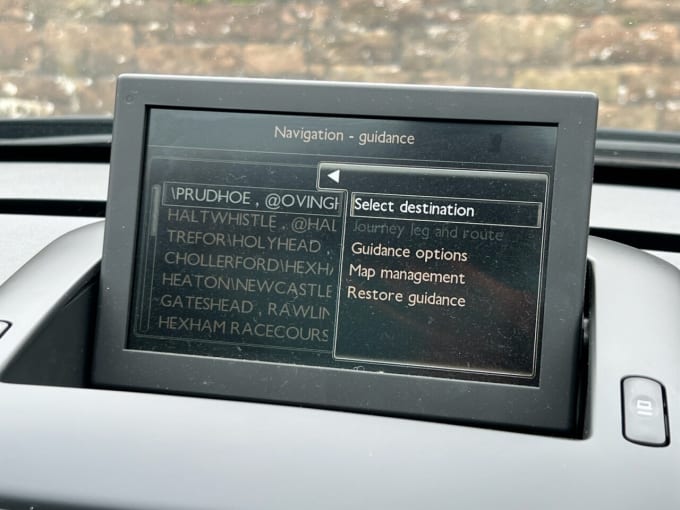 Navigation - guidance
\PRUDHOE , @OVINGH
HALTWHISTLE , @HAL
TREFOR\HOLYHEAD
CHOLLERFORD\HEXHA
HEATON\NEWCASTLE
GATESHEAD , RAWLIN
HEXHAM RACECOURS
Select destination
Journey leg and route
Guidance options
Map management
Restore guidance